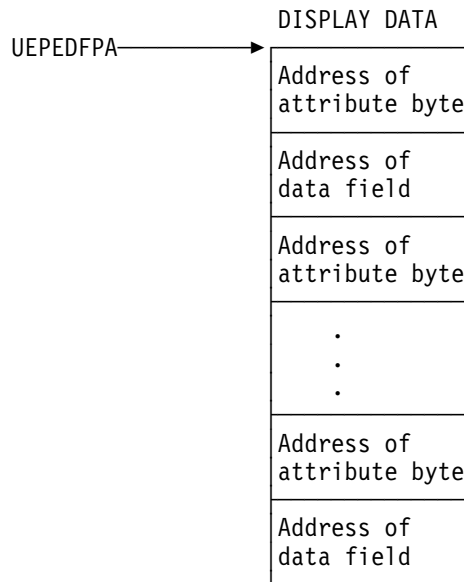 DISPLAY DATA
UEPEDFPA
Address of
attribute byte
Address of
data field
Address of
attribute byte
.
.
.
Address of
attribute byte
Address of
data field